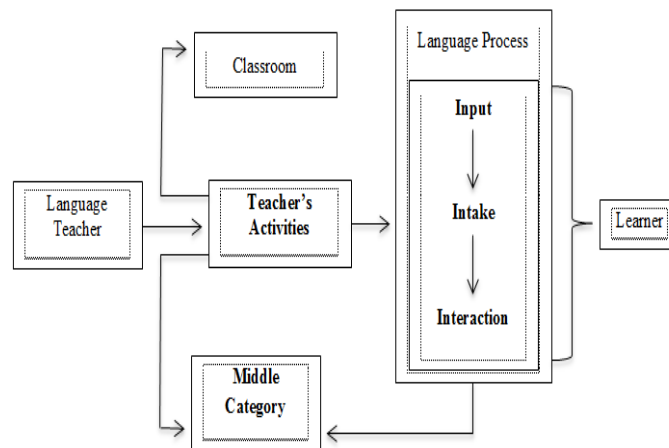 Classroom
Language Process
Input
Language
Teacher
Teacher's
Activities
Intake
Learner
Interaction
Middle
Category